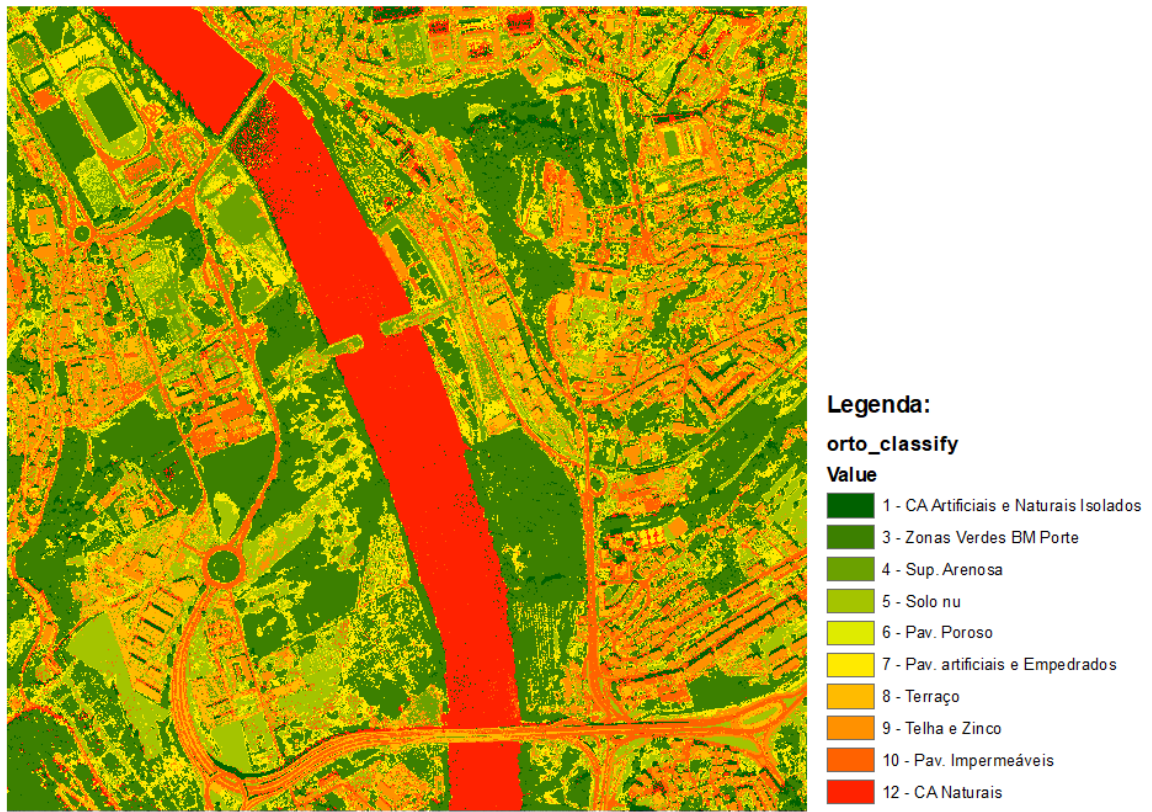 Legenda:
orto_classify
Value
1 - CA Artificiais e Naturais Isolados
3 - Zonas Verdes BM Porte
4 - Sup. Arenosa
5 - Solo nu
6 - Pav. Poroso
7 - Pav. artificiais e Empedrados
8 - Terraço
9 - Telha e Zinco
10 - Pav. Impermeáveis
12 - CA Naturais